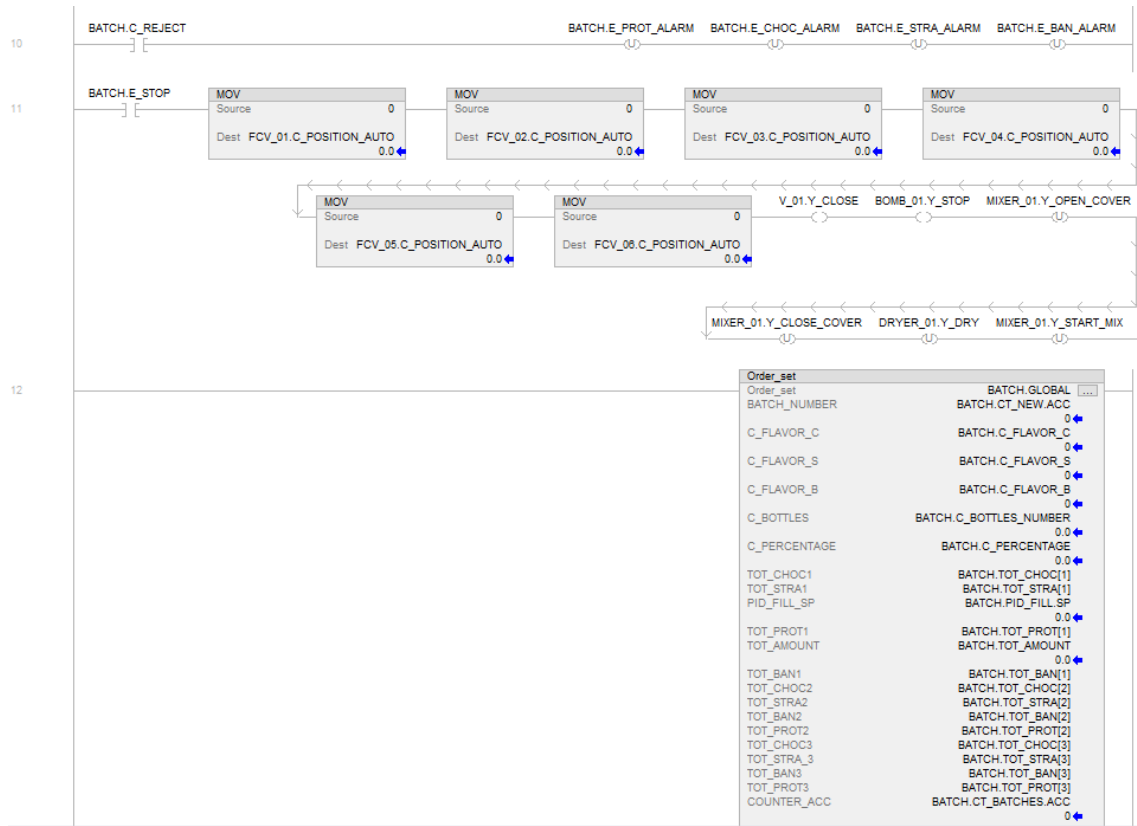 BATCH.C_REJECT BATCH.E_PROT_ALARM BATCH.E_CHOC_ALARM BATCH.E_STRA_ALARM BATCH.E_BAN_ALARM
10 U U U U
BATCH.E_STOP MOV MOV MOV MOV
11 Source 0 Source 0 Source 0 Source 0
Dest FCV_01.C_POSITION_AUTO Dest FCV_02.C_POSITION_AUTO Dest FCV_03.C_POSITION_AUTO Dest FCV_04.C_POSITION_AUTO
0.0 0.0 0.0 0.0
MOV MOV V_01.Y_CLOSE BOMB_01.Y_STOP MIXER_01.Y_OPEN_COVER
Source 0 Source 0 U
Dest FCV_05.C_POSITION_AUTO Dest FCV_06.C_POSITION_AUTO
0.0 0.0
MIXER_01.Y_CLOSE_COVER DRYER_01.Y_DRY MIXER_01.Y_START_MIX
U U U
Order_set
12 Order_set BATCH.GLOBAL ...
BATCH_NUMBER BATCH.CT_NEW.ACC
0
C_FLAVOR_C BATCH.C_FLAVOR_C
0
C_FLAVOR_S BATCH.C_FLAVOR_S
0
C_FLAVOR_B BATCH.C_FLAVOR_B
0
C_BOTTLES BATCH.C_BOTTLES_NUMBER
0.0
C_PERCENTAGE BATCH.C_PERCENTAGE
0.0
TOT_CHOC1 BATCH.TOT_CHOC[1]
TOT_STRA1 BATCH.TOT_STRA[1]
PID_FILL_SP BATCH.PID_FILL.SP
0.0
TOT_PROT1 BATCH.TOT_PROT[1]
TOT_AMOUNT BATCH.TOT_AMOUNT
0.0
TOT_BAN1 BATCH.TOT_BAN[1]
TOT_CHOC2 BATCH.TOT_CHOC[2]
TOT_STRA2 BATCH.TOT_STRA[2]
TOT_BAN2 BATCH.TOT_BAN[2]
TOT_PROT2 BATCH.TOT_PROT[2]
TOT_CHOC3 BATCH.TOT_CHOC[3]
TOT_STRA_3 BATCH.TOT_STRA[3]
TOT_BAN3 BATCH.TOT_BAN[3]
TOT_PROT3 BATCH.TOT_PROT[3]
COUNTER_ACC BATCH.CT_BATCHES.ACC
0